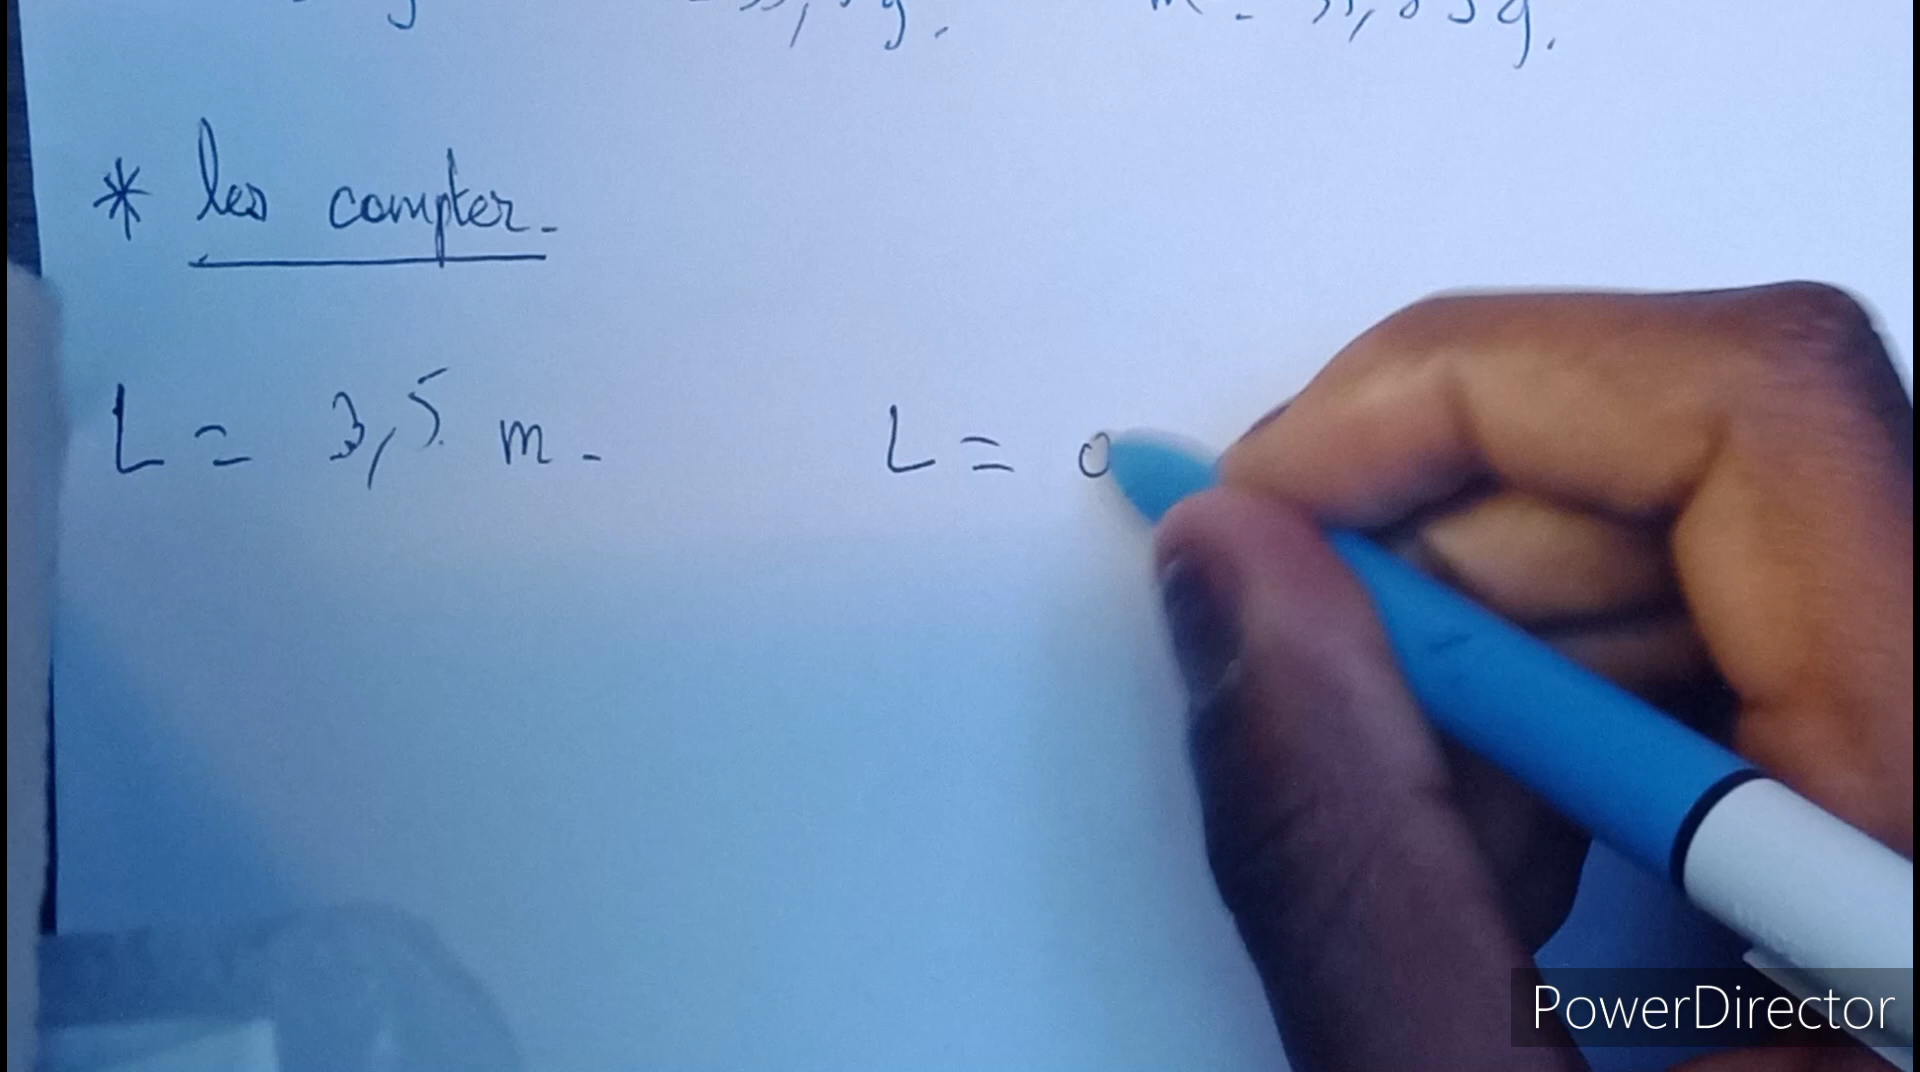 * les compter.
L = 3,5 m. L = 0
PowerDirector